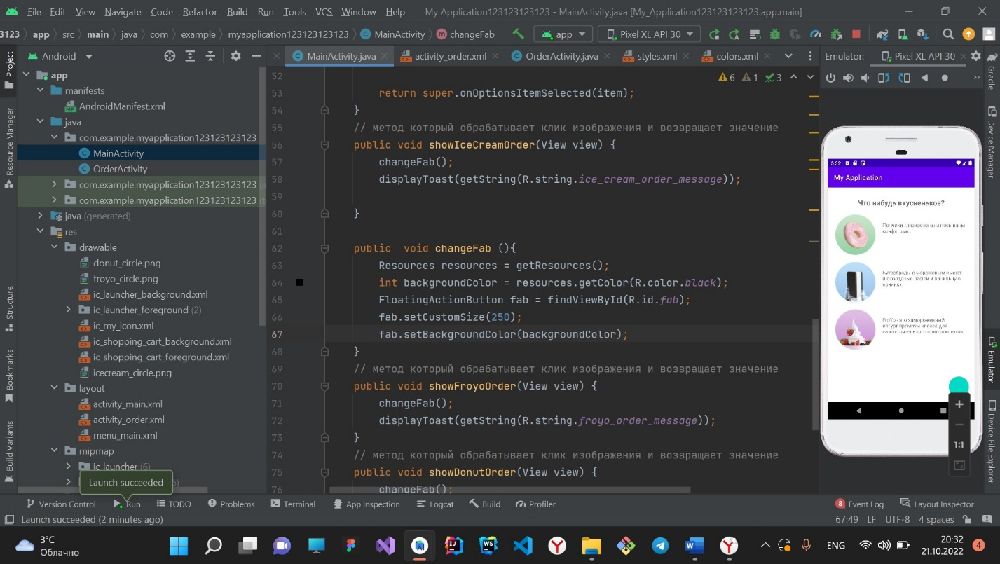 File Edit View Navigate Code Refactor Build Run Tools VCS Window Help My Application123123123123 - MainActivity.java [My_Application123123123123.app.main]
3123 app src main java com example myapplication123123123123 MainActivity changeFab app Pixel XL API 30
Project
Android
MainActivity.java activity_order.xml OrderActivity.java styles.xml colors.xml
Emulator: Pixel XL API 30
Gradle
app
manifests
AndroidManifest.xml
java
com.example.myapplication123123123123
MainActivity
OrderActivity
com.example.myapplication123123123123
com.example.myapplication123123123123
java (generated)
res
drawable
donut_circle.png
froyo_circle.png
ic_launcher_background.xml
ic_launcher_foreground (2)
ic_my_icon.xml
ic_shopping_cart_background.xml
ic_shopping_cart_foreground.xml
icecream_circle.png
layout
activity_main.xml
activity_order.xml
menu_main.xml
mipmap
ic_launcher (6)
Launch succeeded
Resource Manager
Structure
Bookmarks
Build Variants
6 1 3
52
53 return super.onOptionsItemSelected(item);
54 }
55 // метод который обрабатывает клик изображения и возвращает значение
56 public void showIceCreamOrder(View view) {
57 changeFab();
58 displayToast(getString(R.string.ice_cream_order_message));
59
60 }
61
62 public void changeFab (){
63 Resources resources = getResources();
64 int backgroundColor = resources.getColor(R.color.black);
65 FloatingActionButton fab = findViewById(R.id.fab);
66 fab.setCustomSize(250);
67 fab.setBackgroundColor(backgroundColor);
68 }
69 // метод который обрабатывает клик изображения и возвращает значение
70 public void showFroyoOrder(View view) {
71 changeFab();
72 displayToast(getString(R.string.froyo_order_message));
73 }
74 // метод который обрабатывает клик изображения и возвращает значение
75 public void showDonutOrder(View view) {
76 changeFab();
5:32
My Application
Что нибудь вкусненькое?
Пончики глазированы и посыпаны
конфетами.
Бутерброды с мороженым имеют
шоколадные вафли и ванильную
начинку.
FroYo - это замороженный
йогурт премиум-класса для
самостоятельного приготовления.
1:1
Device Manager
Emulator
Device File Explorer
Version Control Run TODO Problems Terminal App Inspection Logcat Build Profiler 8 Event Log Layout Inspector
Launch succeeded (2 minutes ago) 67:49 LF UTF-8 4 spaces
3°C
Облачно
ENG
20:32
21.10.2022
4